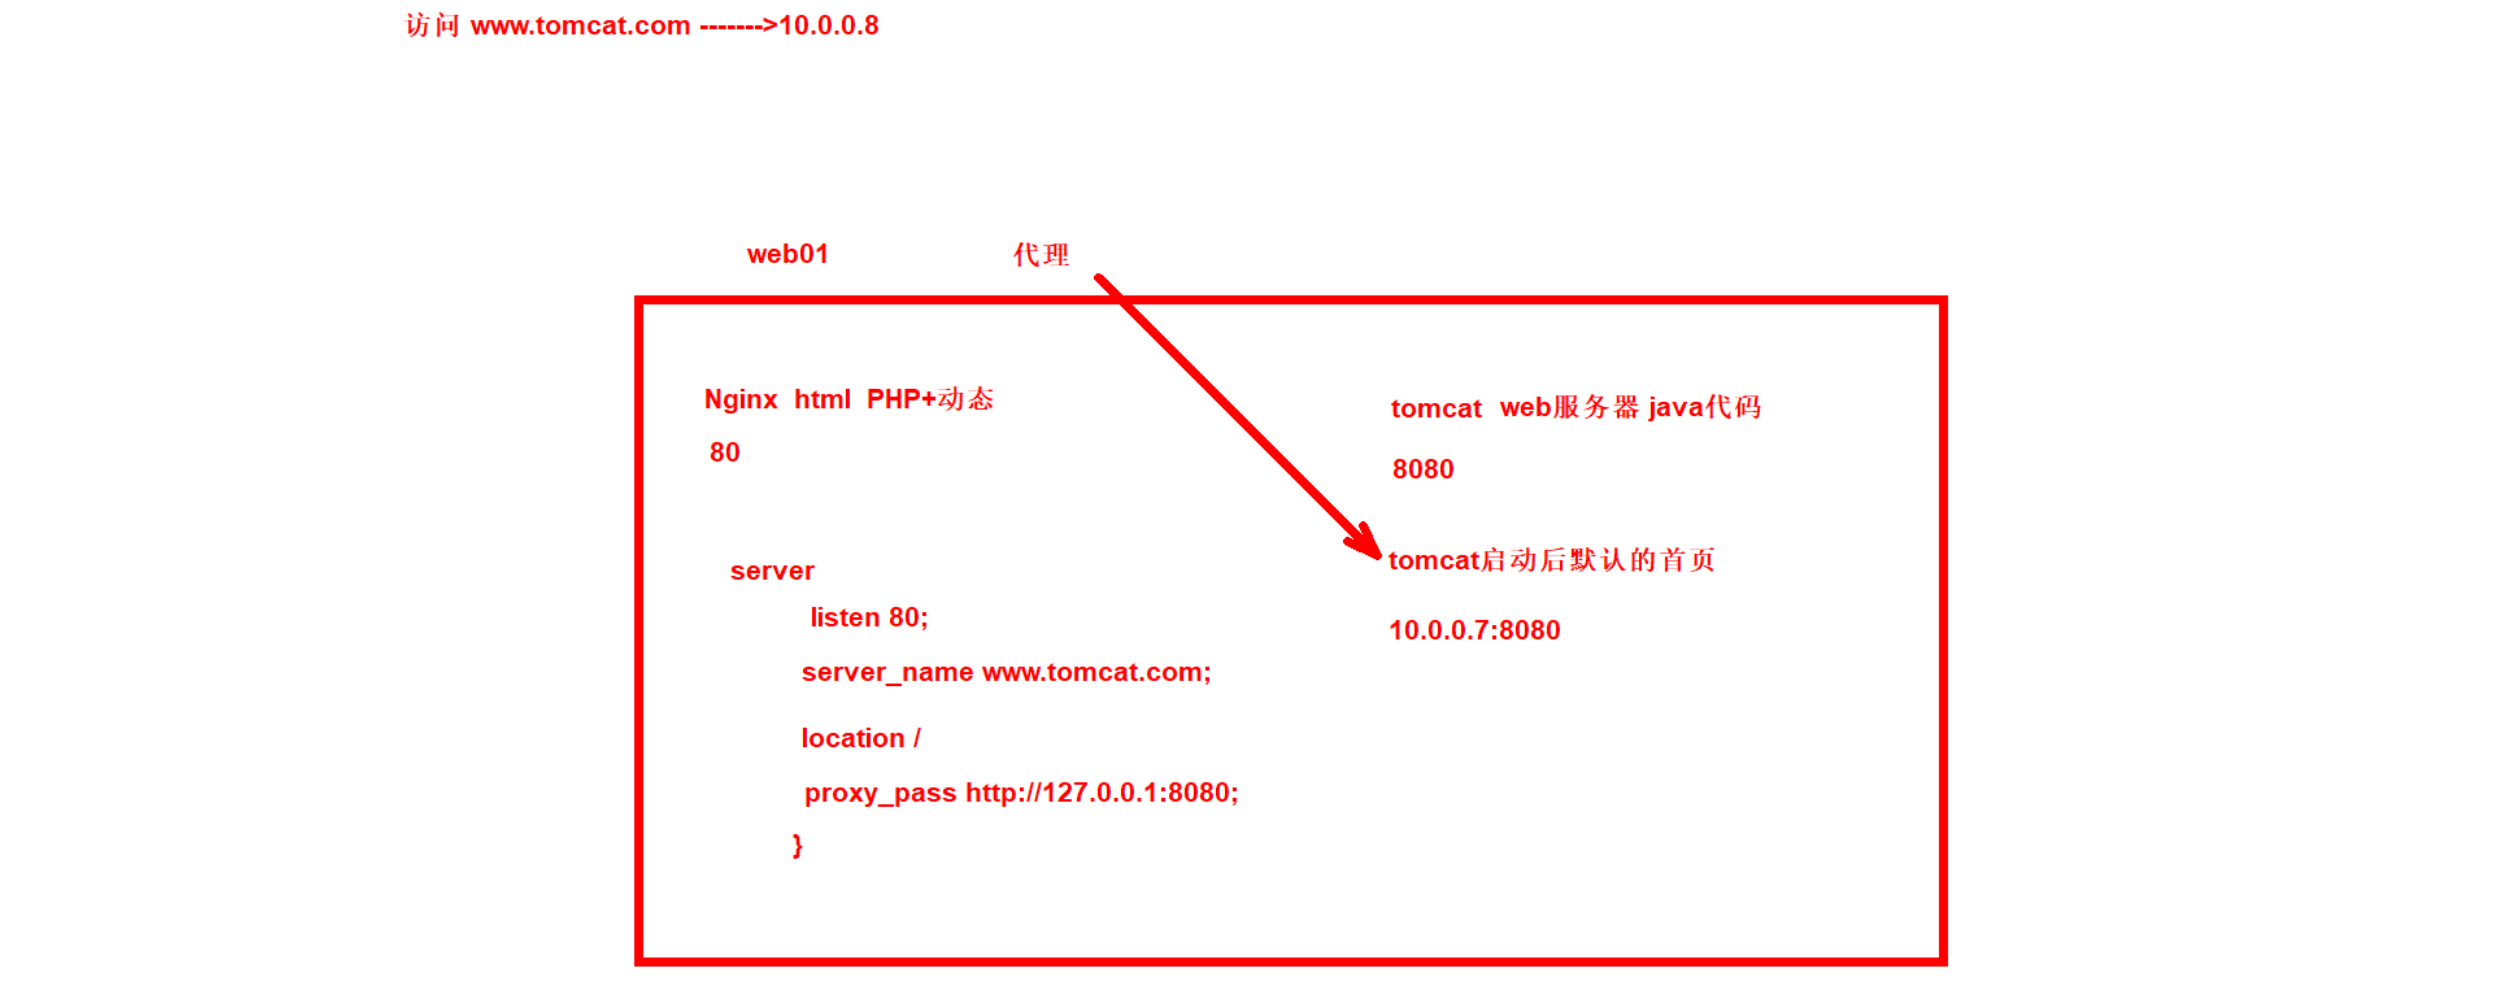 访问 www.tomcat.com ------->10.0.0.8
web01 代理
Nginx html PHP+动态
80
tomcat web服务器 java代码
8080
server
listen 80;
server_name www.tomcat.com;
location /
proxy_pass http://127.0.0.1:8080;
}
tomcat启动后默认的首页
10.0.0.7:8080